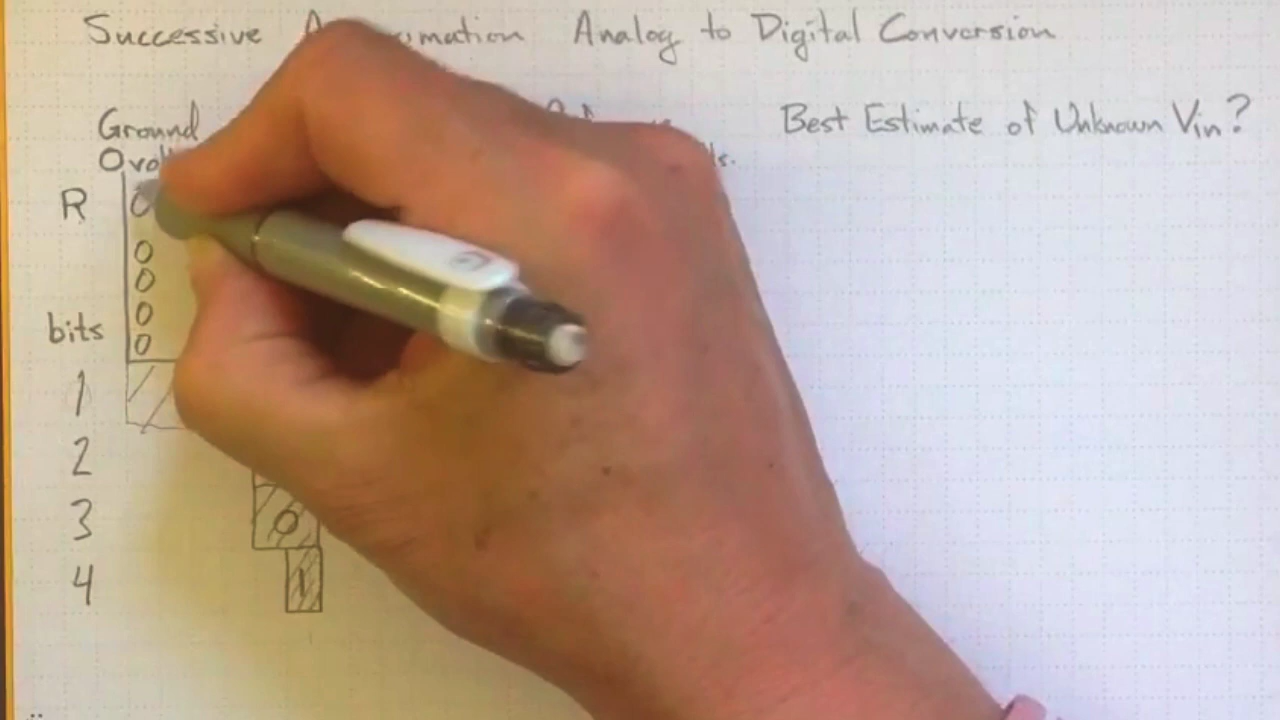 Successive Analog to Digital Conversion
Ground
Best Estimate of Unknown Vin?
R 0
0
0
0
bits 0
1
2
3 0
4 1